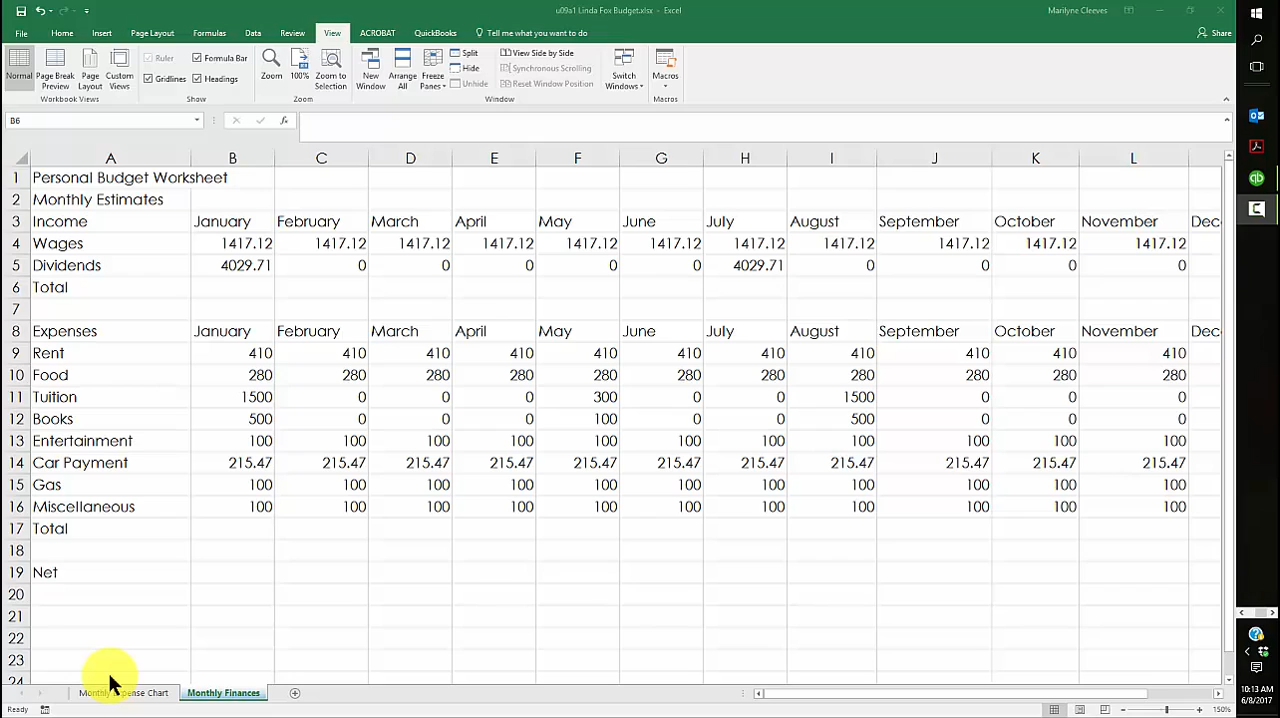 u09a1 Linda Fox Budget.xlsx - Excel
Marilyne Cleeves
File Home Insert Page Layout Formulas Data Review View ACROBAT QuickBooks Tell me what you want to do Share
Normal Page Break Preview Page Layout Custom Views
Workbook Views
Ruler Formula Bar
Gridlines Headings
Show
Zoom 100% Zoom to Selection
Zoom
New Window Arrange All Freeze Panes
Split
Hide
Unhide
View Side by Side
Synchronous Scrolling
Reset Window Position
Window
Switch Windows
Macros
Macros
B6 fx
A B C D E F G H I J K L
1 Personal Budget Worksheet
2 Monthly Estimates
3 Income January February March April May June July August September October November Dec
4 Wages 1417.12 1417.12 1417.12 1417.12 1417.12 1417.12 1417.12 1417.12 1417.12 1417.12 1417.12
5 Dividends 4029.71 0 0 0 0 0 4029.71 0 0 0 0
6 Total
7
8 Expenses January February March April May June July August September October November Dec
9 Rent 410 410 410 410 410 410 410 410 410 410 410
10 Food 280 280 280 280 280 280 280 280 280 280 280
11 Tuition 1500 0 0 0 300 0 0 1500 0 0 0
12 Books 500 0 0 0 100 0 0 500 0 0 0
13 Entertainment 100 100 100 100 100 100 100 100 100 100 100
14 Car Payment 215.47 215.47 215.47 215.47 215.47 215.47 215.47 215.47 215.47 215.47 215.47
15 Gas 100 100 100 100 100 100 100 100 100 100 100
16 Miscellaneous 100 100 100 100 100 100 100 100 100 100 100
17 Total
18
19 Net
20
21
22
23
24
Monthly Expense Chart Monthly Finances
Ready
150%
10:13 AM
6/8/2017